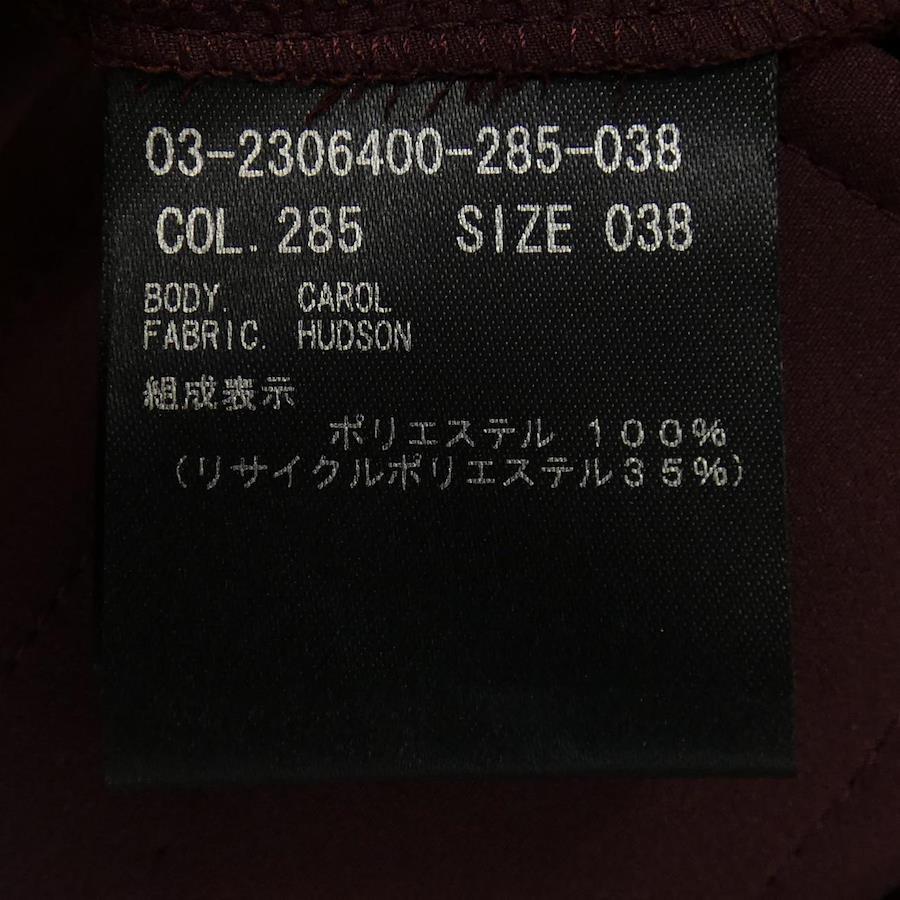 03-2306400-285-038
COL. 285 SIZE 038
BODY. CAROL
FABRIC. HUDSON
組成表示
ポリエステル 100%
(リサイクルポリエステル35%)